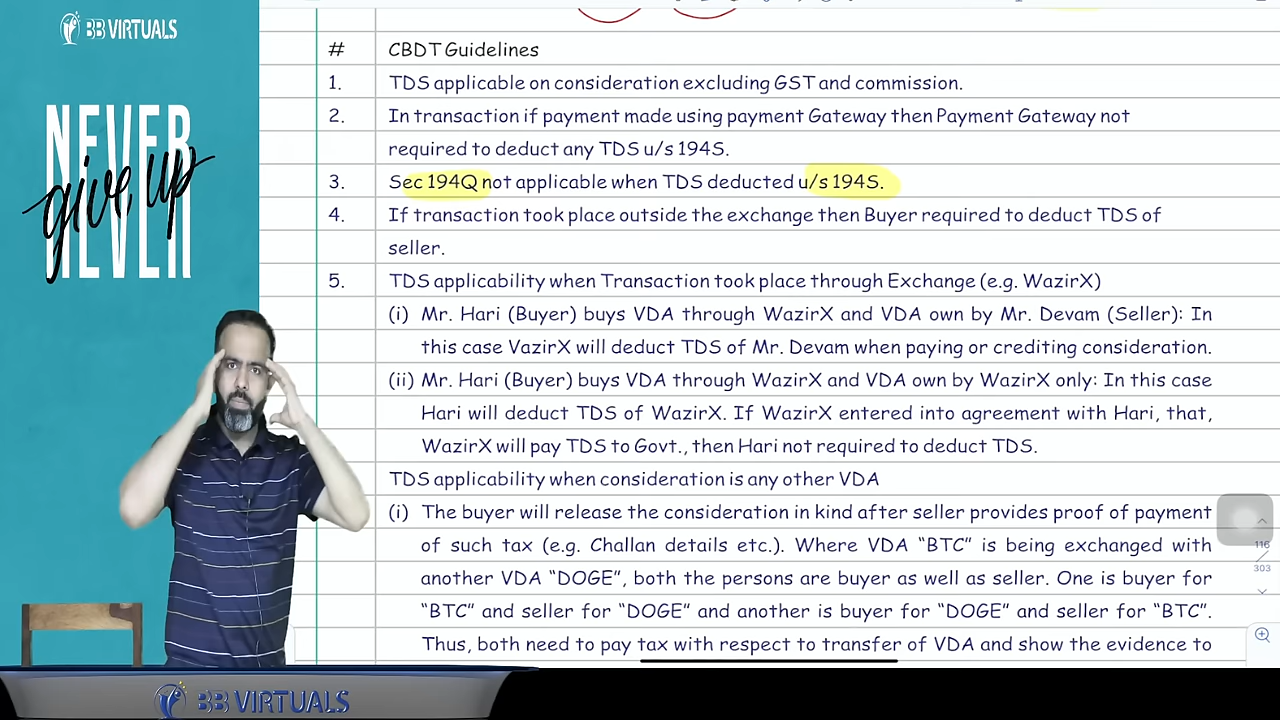 BB VIRTUALS
NEVER
give up
NEVER
# CBDT Guidelines
1. TDS applicable on consideration excluding GST and commission.
2. In transaction if payment made using payment Gateway then Payment Gateway not
required to deduct any TDS u/s 194S.
3. Sec 194Q not applicable when TDS deducted u/s 194S.
4. If transaction took place outside the exchange then Buyer required to deduct TDS of
seller.
5. TDS applicability when Transaction took place through Exchange (e.g. WazirX)
(i) Mr. Hari (Buyer) buys VDA through WazirX and VDA own by Mr. Devam (Seller): In
this case VazirX will deduct TDS of Mr. Devam when paying or crediting consideration.
(ii) Mr. Hari (Buyer) buys VDA through WazirX and VDA own by WazirX only: In this case
Hari will deduct TDS of WazirX. If WazirX entered into agreement with Hari, that,
WazirX will pay TDS to Govt., then Hari not required to deduct TDS.
TDS applicability when consideration is any other VDA
(i) The buyer will release the consideration in kind after seller provides proof of payment
of such tax (e.g. Challan details etc.). Where VDA “BTC” is being exchanged with
another VDA “DOGE”, both the persons are buyer as well as seller. One is buyer for
“BTC” and seller for “DOGE” and another is buyer for “DOGE” and seller for “BTC”.
Thus, both need to pay tax with respect to transfer of VDA and show the evidence to
116
303
BB VIRTUALS